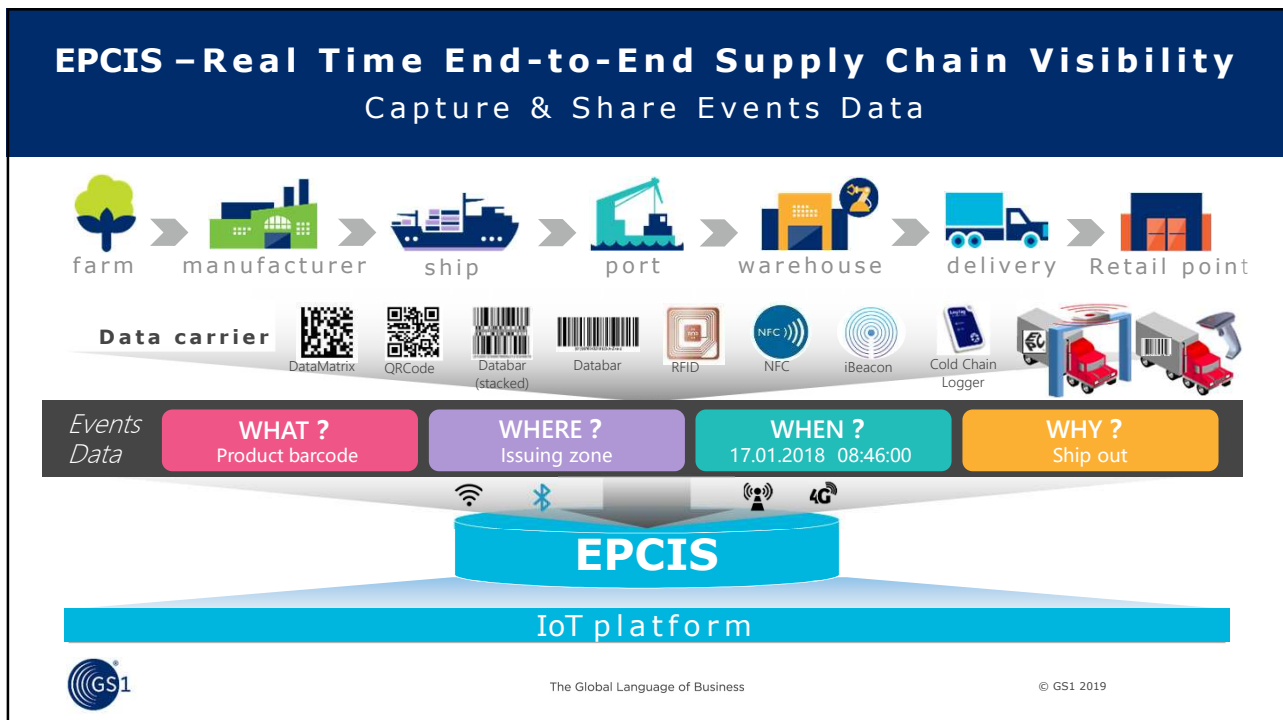 EPCIS – Real Time End-to-End Supply Chain Visibility
Capture & Share Events Data
farm
manufacturer
ship
port
warehouse
delivery
Retail point
Data carrier
DataMatrix
QRCode
Databar
(stacked)
Databar
RFID
NFC
NFC
iBeacon
Cold Chain
Logger
Events
Data
WHAT ?
Product barcode
WHERE ?
Issuing zone
WHEN ?
17.01.2018 08:46:00
WHY ?
Ship out
4G
EPCIS
IoT platform
GS1
®
The Global Language of Business
© GS1 2019